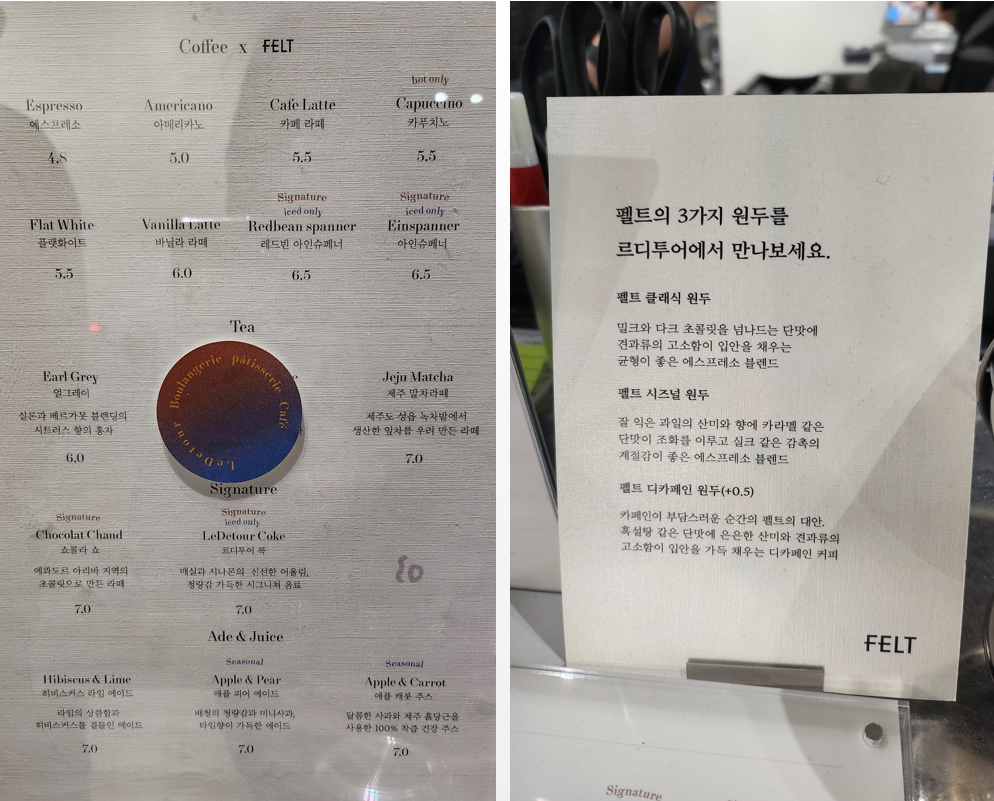 Coffee x FELT
hot only
Espresso Americano Cafe Latte Capuccino
에스프레소 아매리카노 카페 라떼 카푸치노
4.8 5.0 5.5 5.5
Signature Signature
iced only iced only
Flat White Vanilla Latte Redbean spanner Einspanner
플랫화이트 바닐라 라떼 레드빈 아인슈페너 아인슈페너
5.5 6.0 6.5 6.5
Tea
LeDetour Boulangerie pâtisserie Café
Earl Grey Jeju Matcha
얼그레이 제주 말차라떼
실론과 베르가못 블렌딩의 제주도 성읍 녹차밭에서
시트러스 향의 홍차 생산한 잎차를 우려 만든 라떼
6.0 7.0
Signature
Signature Signature
iced only
Chocolat Chaud LeDetour Coke
쇼콜라 쇼 르디투어 콕
에콰도르 아리바 지역의 매실과 시나몬의 신선한 어울림,
초콜릿으로 만든 라떼 청량감 가득한 시그니쳐 음료
7.0 7.0
Ade & Juice
Seasonal Seasonal
Hibiscus & Lime Apple & Pear Apple & Carrot
히비스커스 라임 에이드 애플 피어 에이드 애플 캐롯 주스
라임의 상큼함과 배청의 청량감과 미니사과, 달콤한 사과와 제주 흙당근을
히비스커스를 곁들인 에이드 타임향이 가득한 에이드 사용한 100% 착즙 건강 주스
7.0 7.0 7.0
펠트의 3가지 원두를
르디투어에서 만나보세요.
펠트 클래식 원두
밀크와 다크 초콜릿을 넘나드는 단맛에
견과류의 고소함이 입안을 채우는
균형이 좋은 에스프레소 블렌드
펠트 시즈널 원두
잘 익은 과일의 산미와 향에 카라멜 같은
단맛이 조화를 이루고 실크 같은 감촉의
계절감이 좋은 에스프레소 블렌드
펠트 디카페인 원두(+0.5)
카페인이 부담스러운 순간의 펠트의 대안.
흑설탕 같은 단맛에 은은한 산미와 견과류의
고소함이 입안을 가득 채우는 디카페인 커피
FELT
Signature